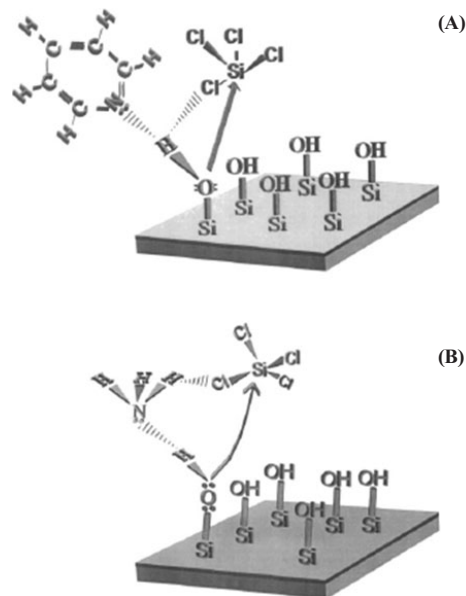 (A)
H H
Cl Cl
C C Cl
H
C Si
C Cl
H N
C
H H
OH OH OH
O OH OH
Si Si Si Si
Si Si
(B)
Cl
H H H Cl
Si
N Cl Cl
H
OH OH OH
O OH
OH
Si Si Si Si
Si Si